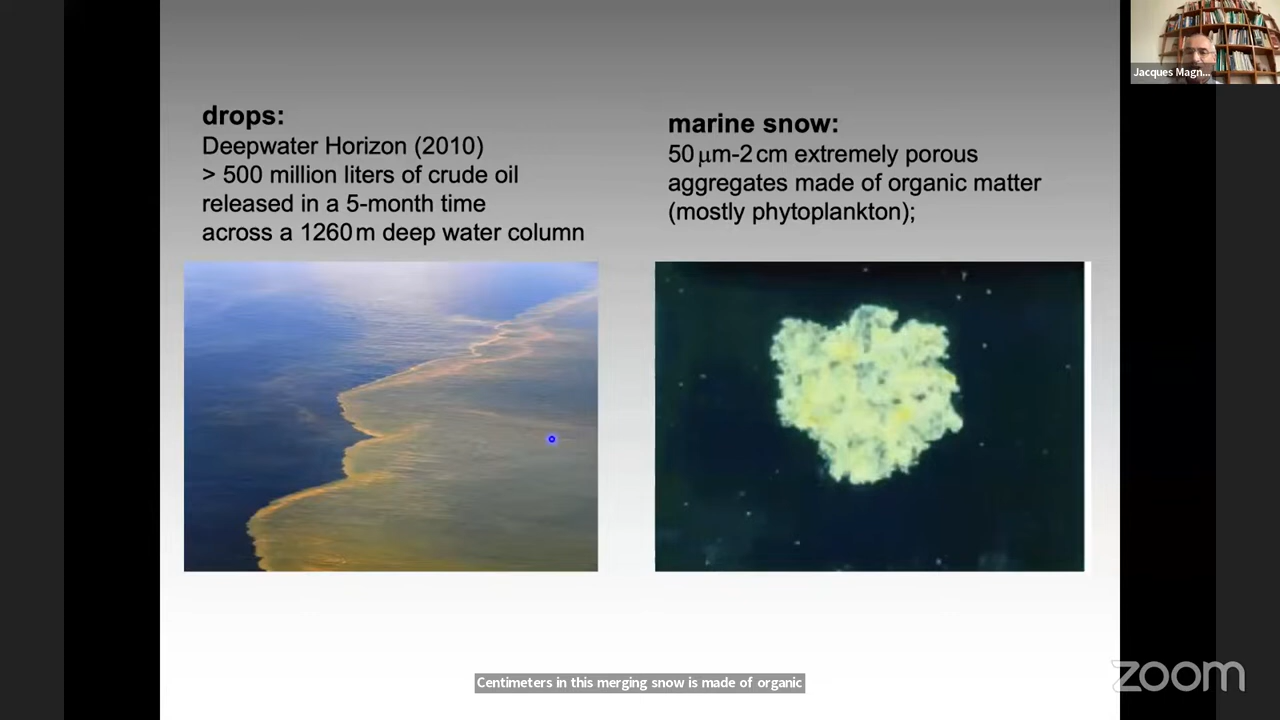 drops:
Deepwater Horizon (2010)
> 500 million liters of crude oil
released in a 5-month time
across a 1260 m deep water column
marine snow:
50 μm-2 cm extremely porous
aggregates made of organic matter
(mostly phytoplankton);
Jacques Magn...
Centimeters in this merging snow is made of organic
zoom